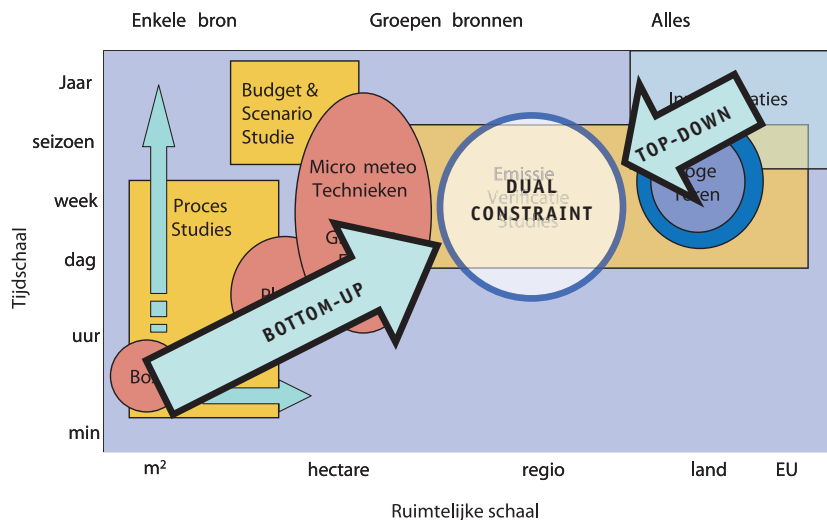 Enkele bron
Groepen bronnen
Alles
Jaar
seizoen
week
dag
uur
min
Tijdschaal
Budget &
Scenario
Studie
Micro meteo
Technieken
Proces
Studies
BOTTOM-UP
Emissie
Verificatie
Studies
DUAL
CONSTRAINT
TOP-DOWN
m²
hectare
regio
land
EU
Ruimtelijke schaal